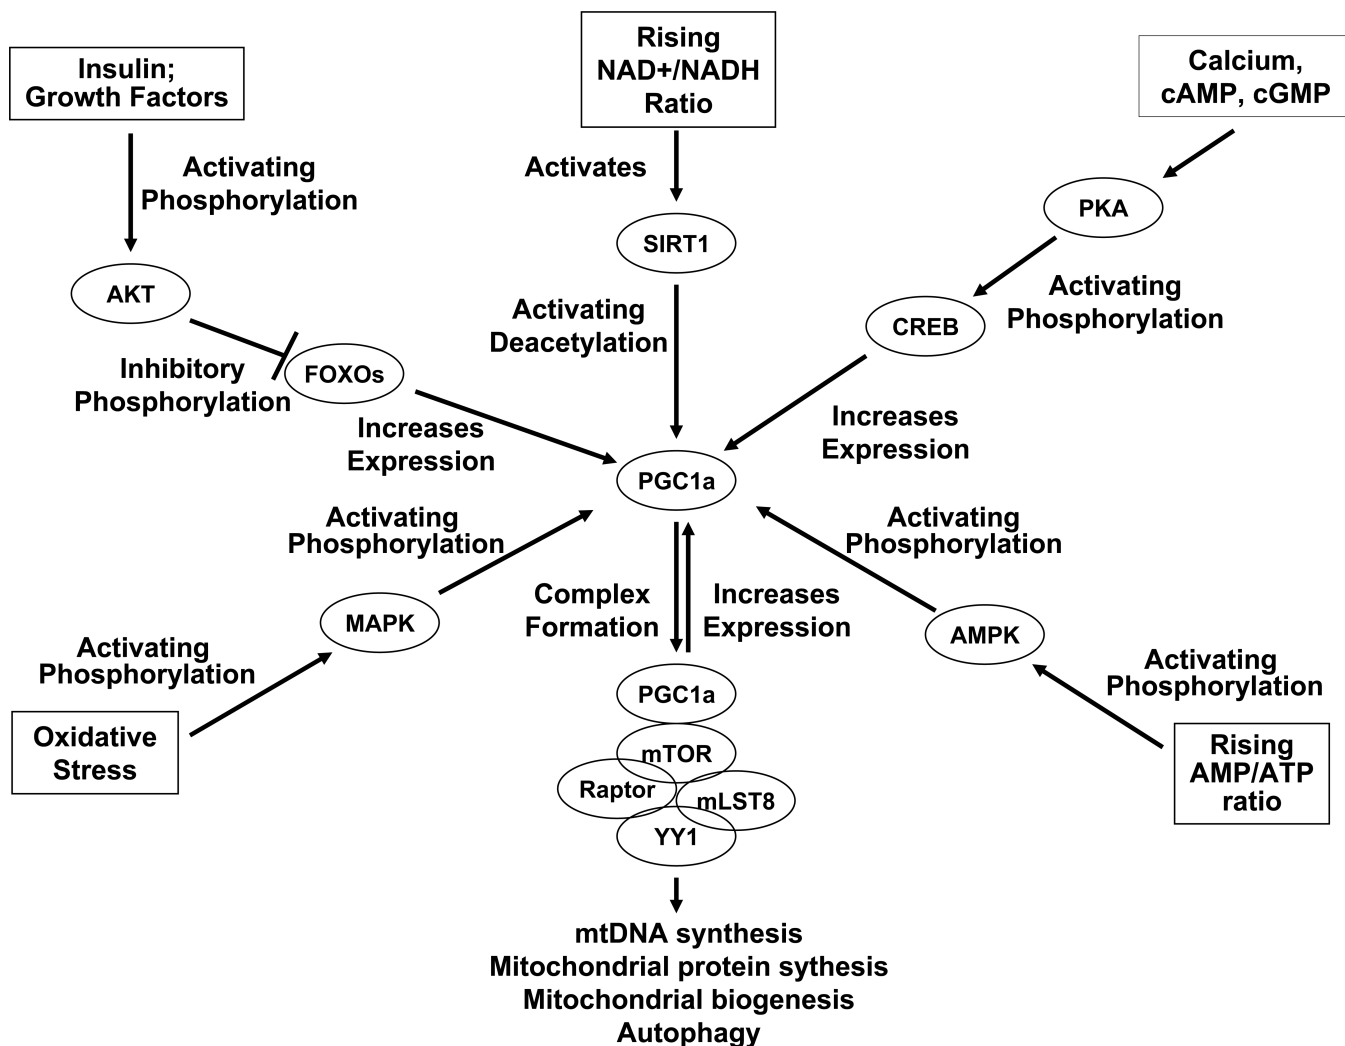 Insulin;
Growth Factors
Rising
NAD+/NADH
Ratio
Calcium,
cAMP, cGMP
Activating
Phosphorylation
Activates
PKA
SIRT1
AKT
Activating
Phosphorylation
Activating
Deacetylation
CREB
Inhibitory
Phosphorylation
FOXOs
Increases
Expression
Increases
Expression
PGC1a
Activating
Phosphorylation
Activating
Phosphorylation
Complex
Formation
Increases
Expression
MAPK
AMPK
Activating
Phosphorylation
Activating
Phosphorylation
Oxidative
Stress
Rising
AMP/ATP
ratio
PGC1a
mTOR
Raptor
mLST8
YY1
mtDNA synthesis
Mitochondrial protein sythesis
Mitochondrial biogenesis
Autophagy